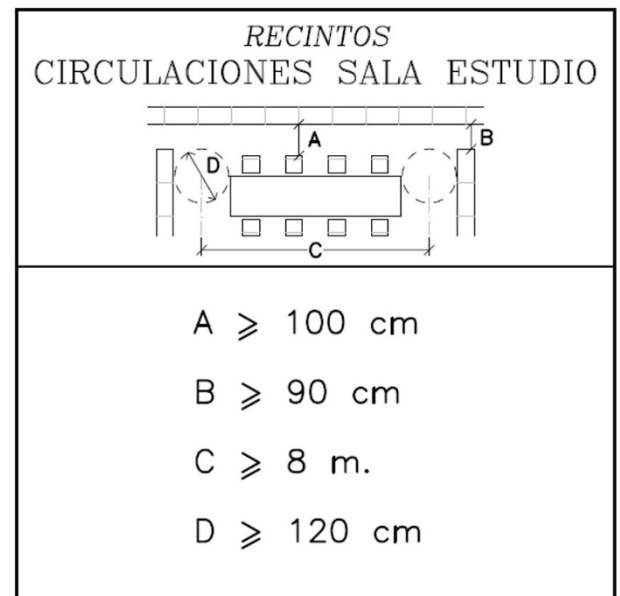 RECINTOS
CIRCULACIONES SALA ESTUDIO
A
B
D
C
A ⩾ 100 cm
B ⩾ 90 cm
C ⩾ 8 m.
D ⩾ 120 cm